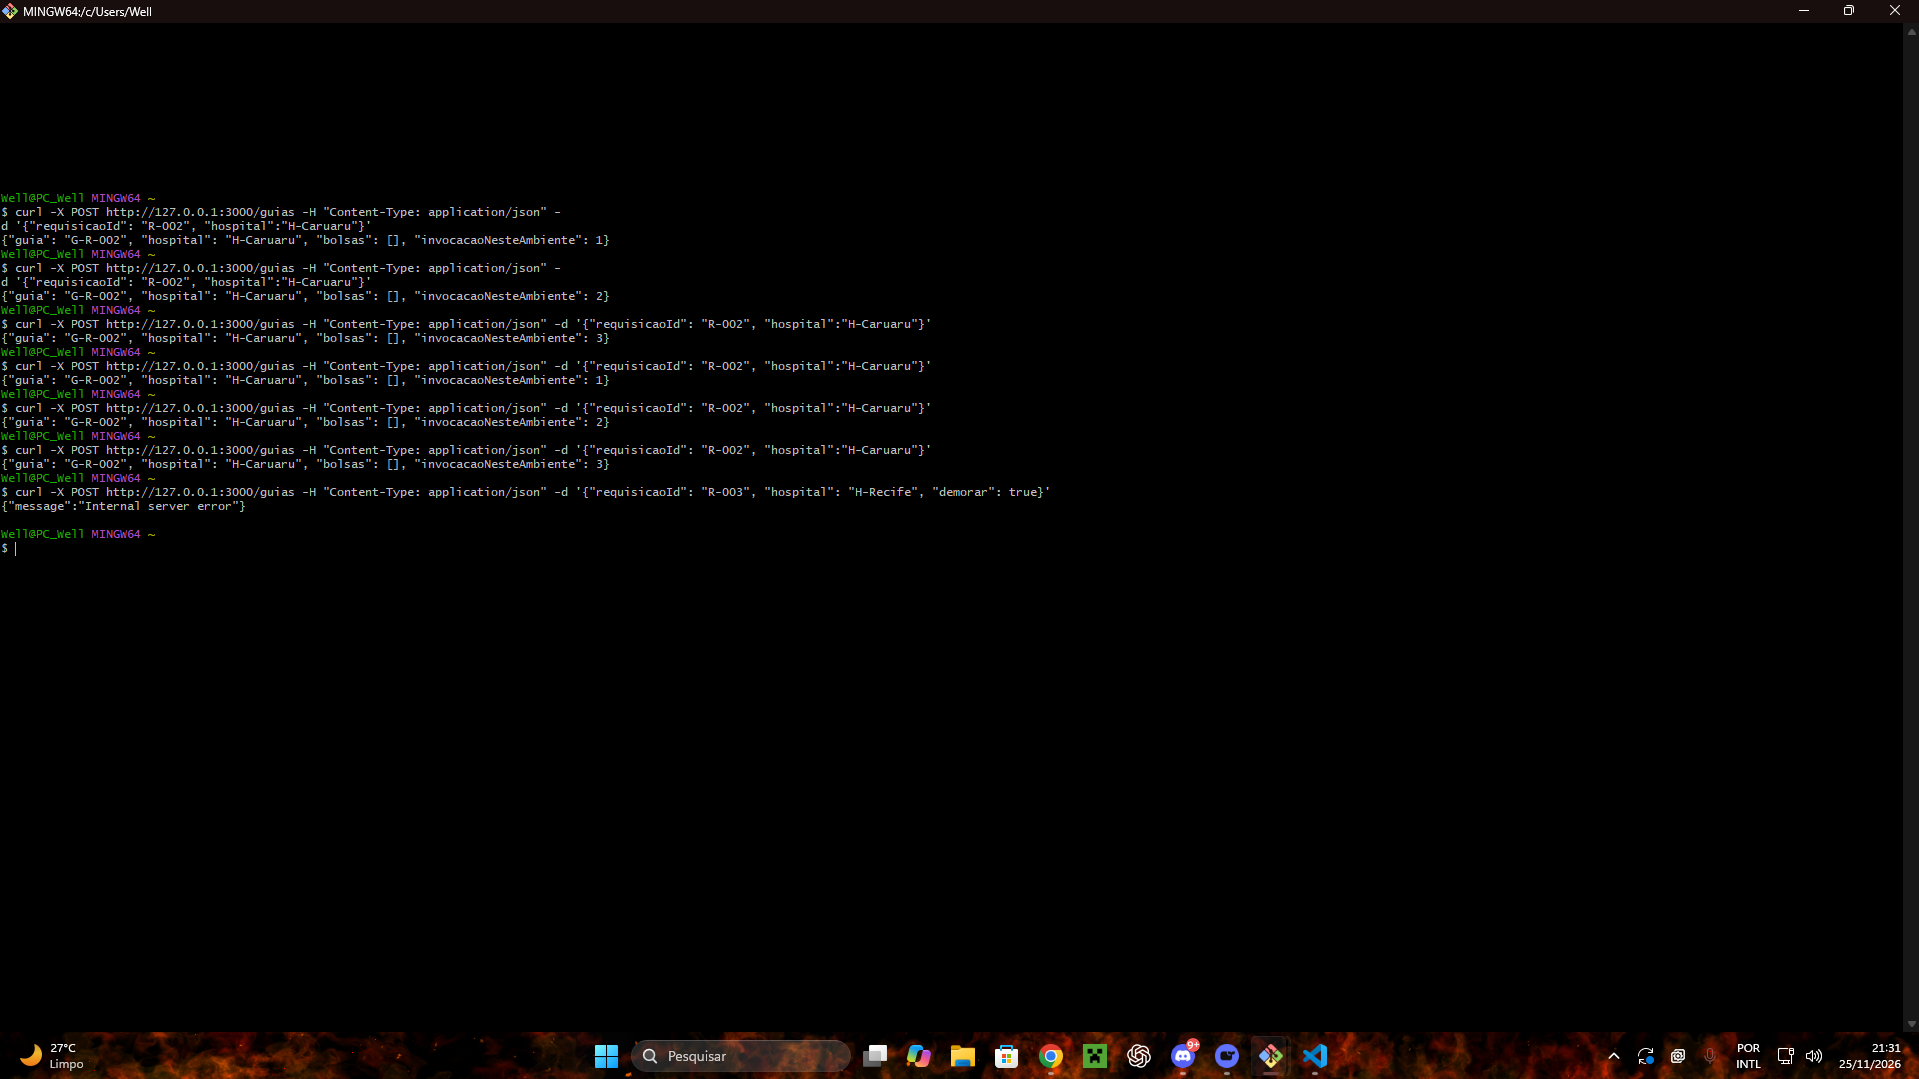 MINGW64:/c/Users/Well
Well@PC_Well MINGW64 ~
$ curl -X POST http://127.0.0.1:3000/guias -H "Content-Type: application/json" -
d '{"requisicaoId": "R-002", "hospital":"H-Caruaru"}'
{"guia": "G-R-002", "hospital": "H-Caruaru", "bolsas": [], "invocacaoNesteAmbiente": 1}
Well@PC_Well MINGW64 ~
$ curl -X POST http://127.0.0.1:3000/guias -H "Content-Type: application/json" -
d '{"requisicaoId": "R-002", "hospital":"H-Caruaru"}'
{"guia": "G-R-002", "hospital": "H-Caruaru", "bolsas": [], "invocacaoNesteAmbiente": 2}
Well@PC_Well MINGW64 ~
$ curl -X POST http://127.0.0.1:3000/guias -H "Content-Type: application/json" -d '{"requisicaoId": "R-002", "hospital":"H-Caruaru"}'
{"guia": "G-R-002", "hospital": "H-Caruaru", "bolsas": [], "invocacaoNesteAmbiente": 3}
Well@PC_Well MINGW64 ~
$ curl -X POST http://127.0.0.1:3000/guias -H "Content-Type: application/json" -d '{"requisicaoId": "R-002", "hospital":"H-Caruaru"}'
{"guia": "G-R-002", "hospital": "H-Caruaru", "bolsas": [], "invocacaoNesteAmbiente": 1}
Well@PC_Well MINGW64 ~
$ curl -X POST http://127.0.0.1:3000/guias -H "Content-Type: application/json" -d '{"requisicaoId": "R-002", "hospital":"H-Caruaru"}'
{"guia": "G-R-002", "hospital": "H-Caruaru", "bolsas": [], "invocacaoNesteAmbiente": 2}
Well@PC_Well MINGW64 ~
$ curl -X POST http://127.0.0.1:3000/guias -H "Content-Type: application/json" -d '{"requisicaoId": "R-002", "hospital":"H-Caruaru"}'
{"guia": "G-R-002", "hospital": "H-Caruaru", "bolsas": [], "invocacaoNesteAmbiente": 3}
Well@PC_Well MINGW64 ~
$ curl -X POST http://127.0.0.1:3000/guias -H "Content-Type: application/json" -d '{"requisicaoId": "R-003", "hospital": "H-Recife", "demorar": true}'
{"message":"Internal server error"}
Well@PC_Well MINGW64 ~
$
27°C
Limpo
Pesquisar
9+
POR
INTL
21:31
25/11/2026